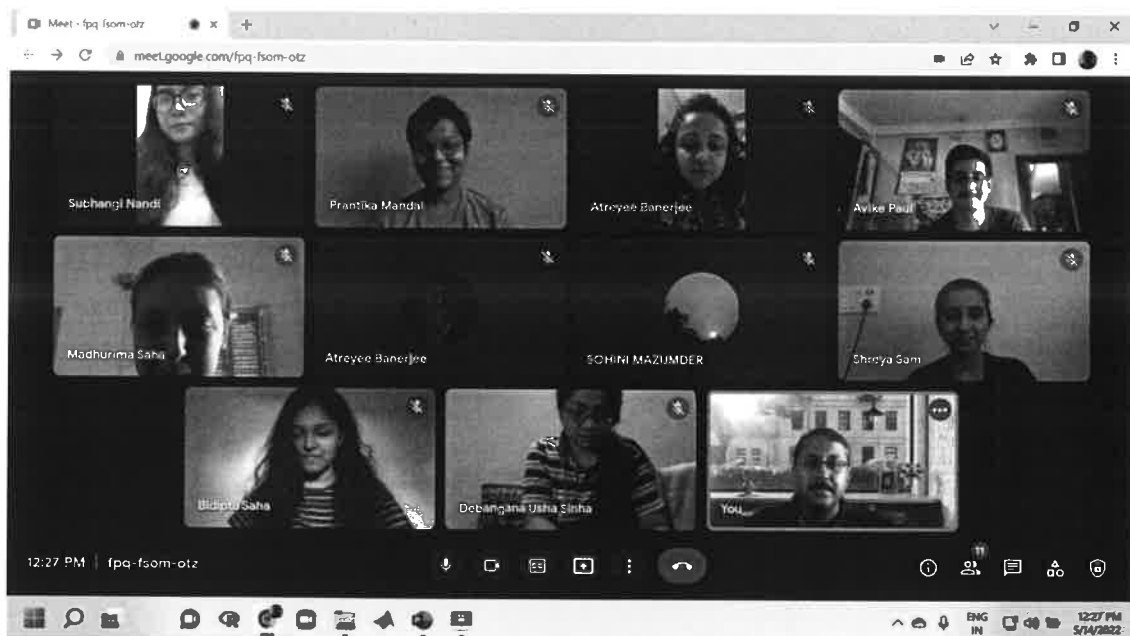 Meet - fpq-fsom-otz
meet.google.com/fpq-fsom-otz
Subhangi Nandi
Prantika Mandal
Atreyee Banerjee
Avike Paul
Madhurima Saha
Atreyee Banerjee
SOHINI MAZUMDER
Shreya Sam
Bidipta Saha
Debangana Usha Sinha
You
12:27 PM | fpq-fsom-otz
11
ENG
IN
12:27 PM
5/14/2022